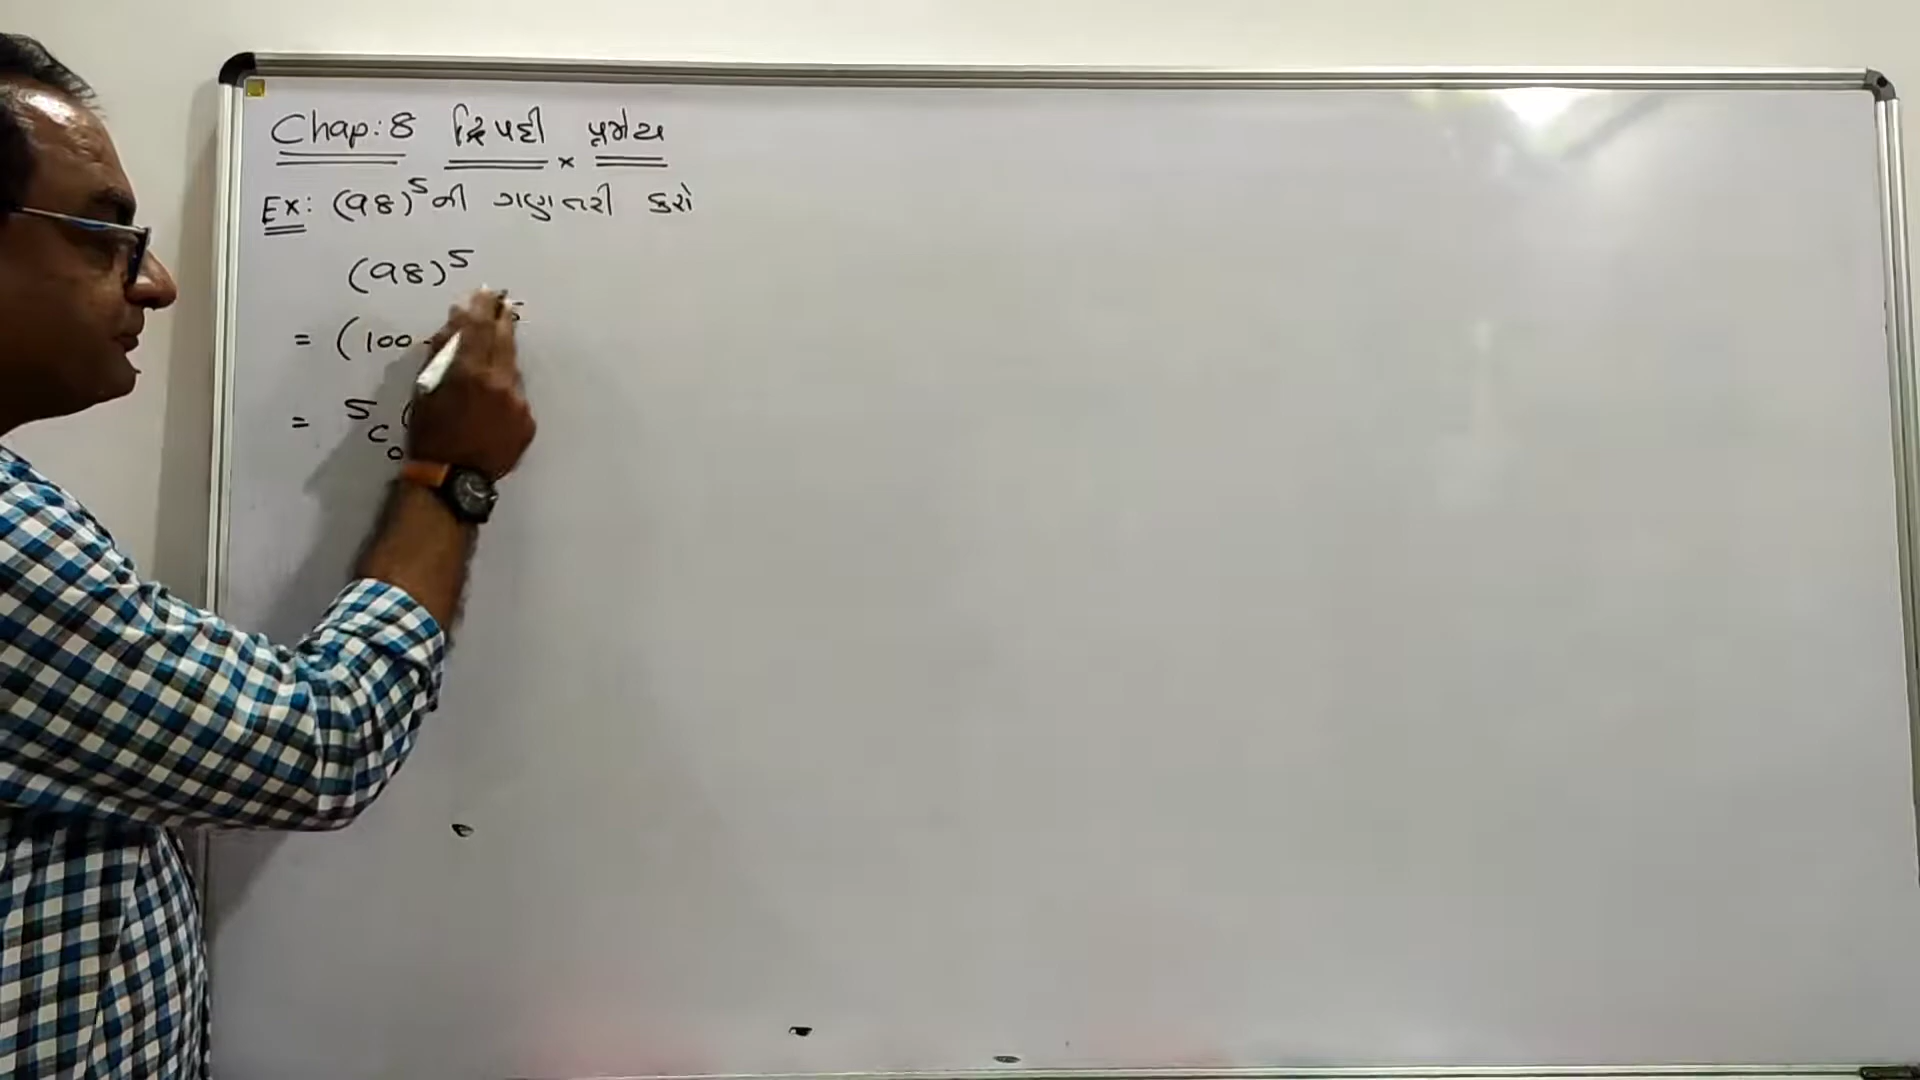 Chap: 8 દ્વિપદી પ્રમેય
Ex: (98)⁵ ની ગણતરી કરો
(98)⁵
= (100 -
= ⁵C₀ (